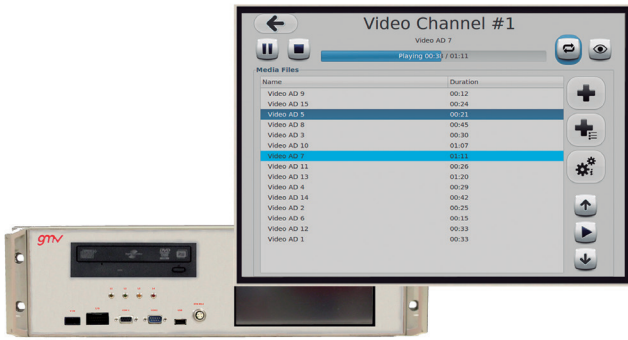 Video Channel #1
Video AD 7
Playing 00:38 / 01:11
Media Files
Name Duration
Video AD 9 00:12
Video AD 15 00:24
Video AD 5 00:21
Video AD 8 00:45
Video AD 3 00:30
Video AD 10 01:07
Video AD 7 01:11
Video AD 11 00:26
Video AD 13 01:20
Video AD 4 00:29
Video AD 14 00:42
Video AD 2 00:25
Video AD 6 00:15
Video AD 12 00:33
Video AD 1 00:33
gmv